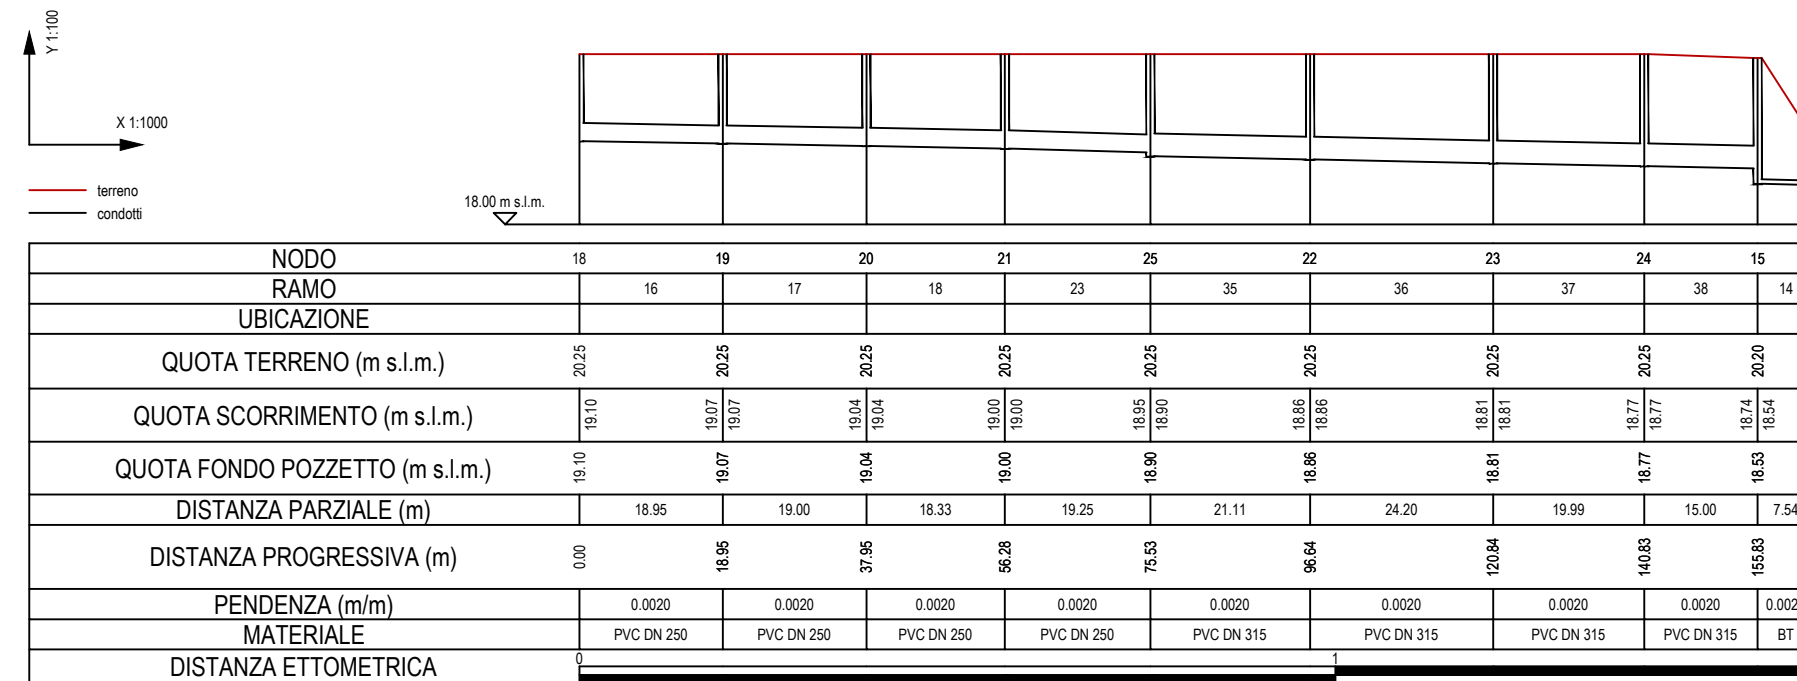 Y 1:100
X 1:1000
terreno
condotti
18.00 m s.l.m.
NODO 18 19 20 21 25 22 23 24 15
RAMO 16 17 18 23 35 36 37 38 14
UBICAZIONE
QUOTA TERRENO (m s.l.m.) 20.25 20.25 20.25 20.25 20.25 20.25 20.25 20.25 20.20
QUOTA SCORRIMENTO (m s.l.m.) 19.10 19.07 19.07 19.04 19.04 19.00 19.00 18.95 18.90 18.86 18.86 18.81 18.81 18.77 18.77 18.74 18.54
QUOTA FONDO POZZETTO (m s.l.m.) 19.10 19.07 19.04 19.00 18.90 18.86 18.81 18.77 18.53
DISTANZA PARZIALE (m) 18.95 19.00 18.33 19.25 21.11 24.20 19.99 15.00 7.54
DISTANZA PROGRESSIVA (m) 0.00 18.95 37.95 56.28 75.53 96.64 120.84 140.83 155.83
PENDENZA (m/m) 0.0020 0.0020 0.0020 0.0020 0.0020 0.0020 0.0020 0.0020 0.002
MATERIALE PVC DN 250 PVC DN 250 PVC DN 250 PVC DN 250 PVC DN 315 PVC DN 315 PVC DN 315 PVC DN 315 BT
DISTANZA ETTOMETRICA 0 1